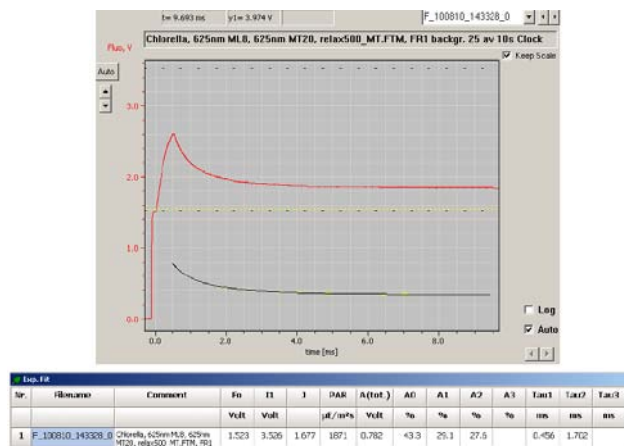 t= 9.693 ms y1= 3.974 V F_100810_143328_0
Chlorella, 625nm ML8, 625nm MT20, relax500_MT.FTM, FR1 backgr. 25 av 10s Clock
Fluo, V
Keep Scale
Auto
3.0
2.0
1.0
0.0
0.0 2.0 4.0 6.0 8.0
time [ms]
Log
Auto
Exp. Fit
Nr. Filename Comment Fo I1 J PAR A(tot.) A0 A1 A2 A3 Tau1 Tau2 Tau3
Volt Volt µE/m²s Volt % % % % ms ms ms
1 F_100810_143328_0 Chlorella, 625nm ML8, 625nm MT20, relax500_MT.FTM, FR1 1.523 3.526 1.677 1871 0.782 43.3 29.1 27.6 0.456 1.702